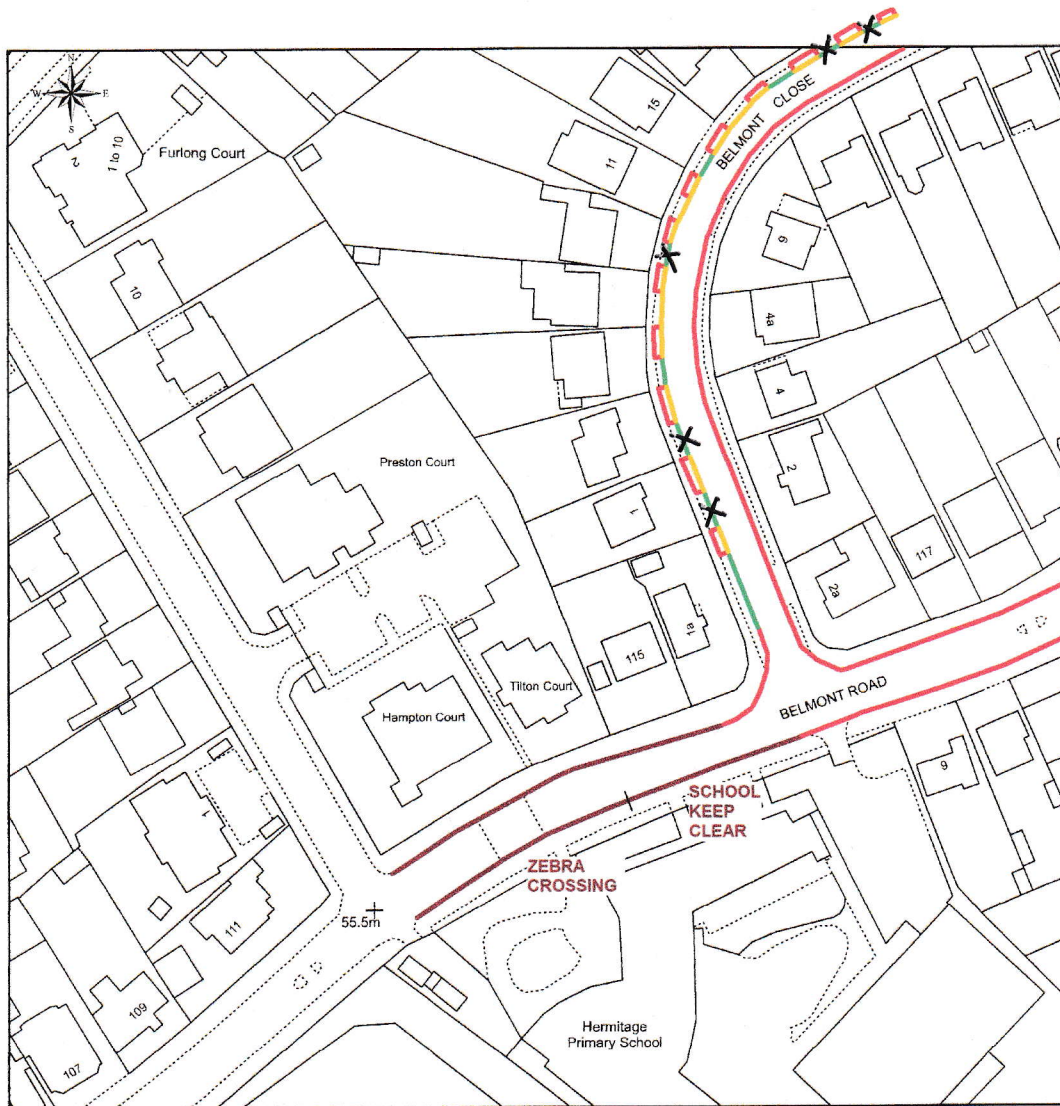 N
W
E
S
15
BELMONT CLOSE
11
2
1 to 10
Furlong Court
6
10
4a
4
Preston Court
2
1
117
2a
1a
115
Tilton Court
Hampton Court
BELMONT ROAD
9
SCHOOL
KEEP
CLEAR
1
ZEBRA
CROSSING
55.5m
111
109
107
Hermitage
Primary School